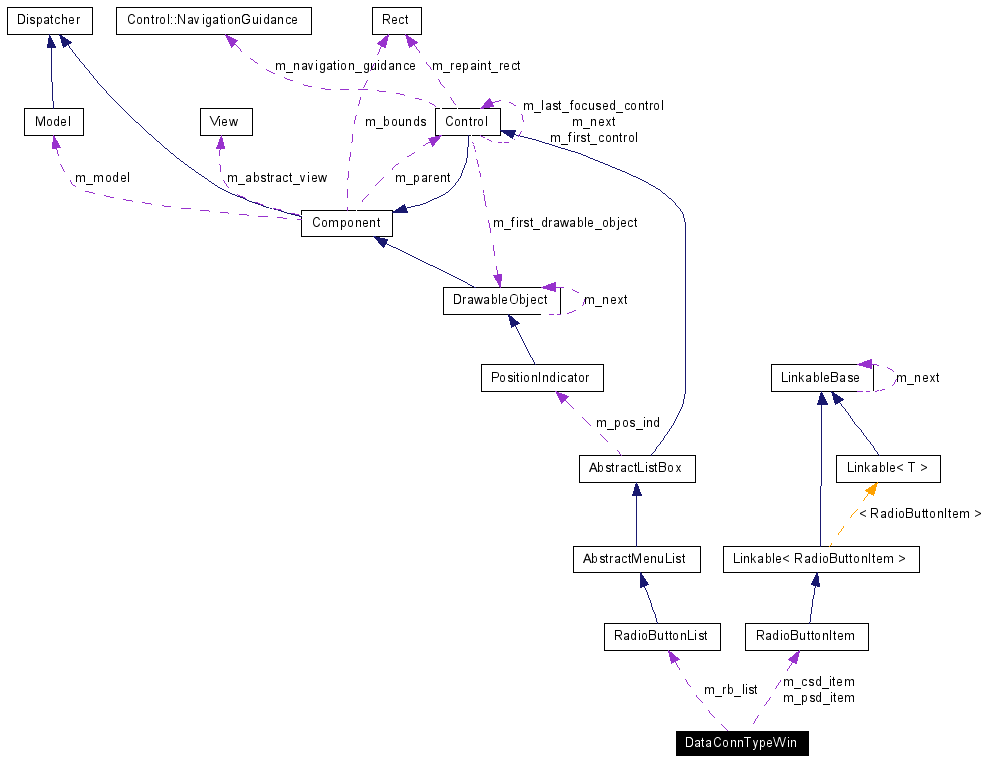 Dispatcher
Control::NavigationGuidance
Rect
m_navigation_guidance
m_repaint_rect
Model
View
m_bounds
Control
m_last_focused_control
m_next
m_first_control
m_model
m_abstract_view
m_parent
Component
m_first_drawable_object
DrawableObject
m_next
PositionIndicator
LinkableBase
m_next
m_pos_ind
AbstractListBox
Linkable< T >
< RadioButtonItem >
AbstractMenuList
Linkable< RadioButtonItem >
RadioButtonList
RadioButtonItem
m_rb_list
m_csd_item
m_psd_item
DataConnTypeWin